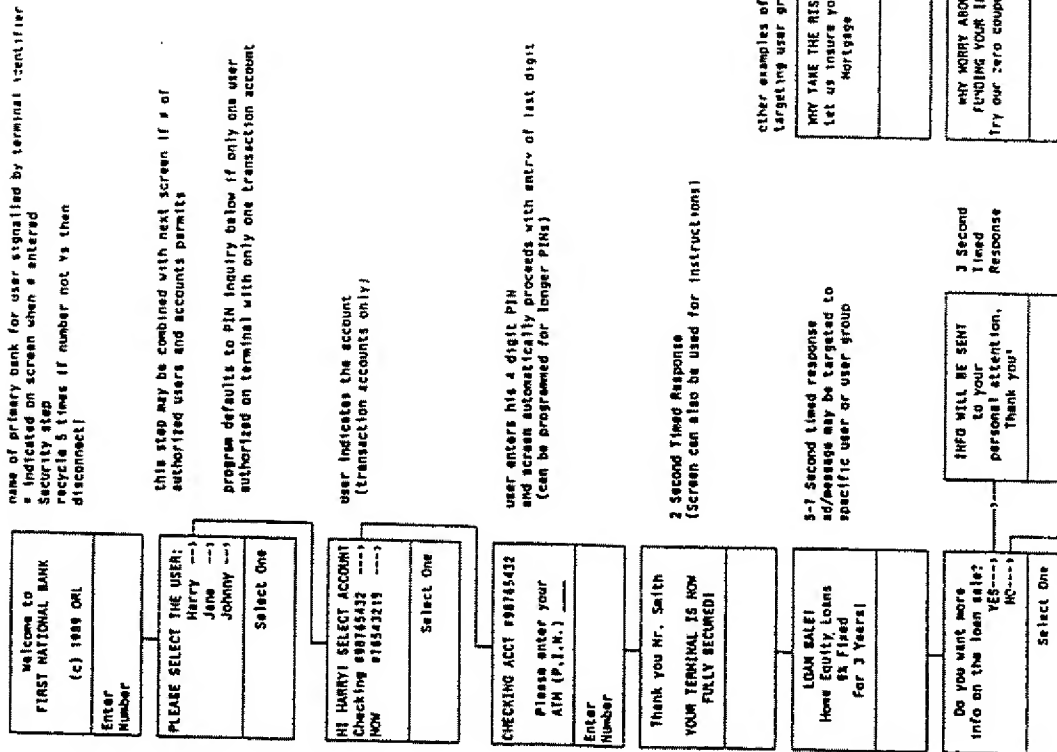 Welcome to
FIRST NATIONAL BANK
(c) 1989 ORL
Enter
Number
name of primary bank for user signalled by terminal identifier
# indicated on screen when # entered
Security step
recycle 5 times if number not Ys then
disconnect!
PLEASE SELECT THE USER:
Harry -->
Jane -->
Johnny -->
Select One
this step may be combined with next screen if # of
authorized users and accounts permits
program defaults to PIN inquiry below if only one user
authorized on terminal with only one transaction account
HI HARRY! SELECT ACCOUNT
Checking #98765432 --->
NOW #16543219 --->
Select One
user indicates the account
(transaction accounts only)
CHECKING ACCT #98765432
Please enter your
ATM (P.I.N.) ____
Enter
Number
user enters his 4 digit PIN
and screen automatically proceeds with entry of last digit
(can be programmed for longer PINs)
Thank you Mr. Smith
YOUR TERMINAL IS NOW
FULLY SECURED!
2 Second Timed Response
(Screen can also be used for instructions)
LOAN SALE!
Home Equity Loans
9% Fixed
For 3 Years!
5-7 Second timed response
ad/message may be targeted to
specific user or user group
Do you want more
info on the loan sale?
YES--->
NO--->
Select One
INFO WILL BE SENT
to your
personal attention,
Thank you!
3 Second
Timed
Response
other examples of
targeting user gr
WHY TAKE THE RIS
Let us insure yo
Mortgage
WHY WORRY ABO
FUNDING YOUR I
Try our zero coupo